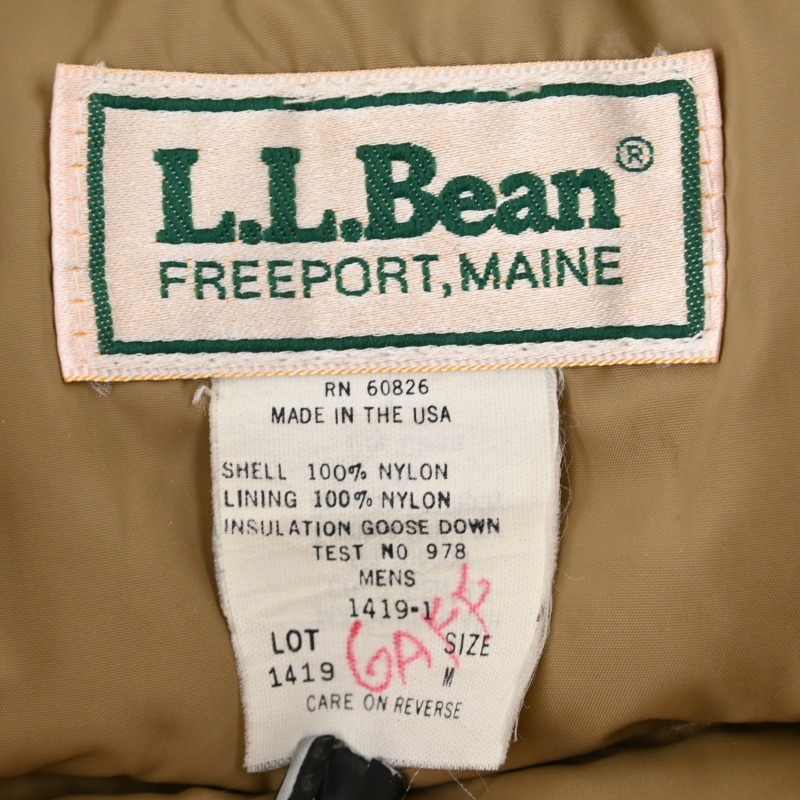 L.L.Bean®
FREEPORT, MAINE
RN 60826
MADE IN THE USA
SHELL 100% NYLON
LINING 100% NYLON
INSULATION GOOSE DOWN
TEST NO 978
MENS
1419-1
GAFF
LOT SIZE
1419 M
CARE ON REVERSE